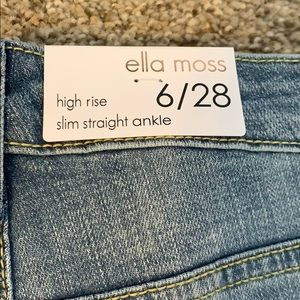 ella moss
high rise 6/28
slim straight ankle